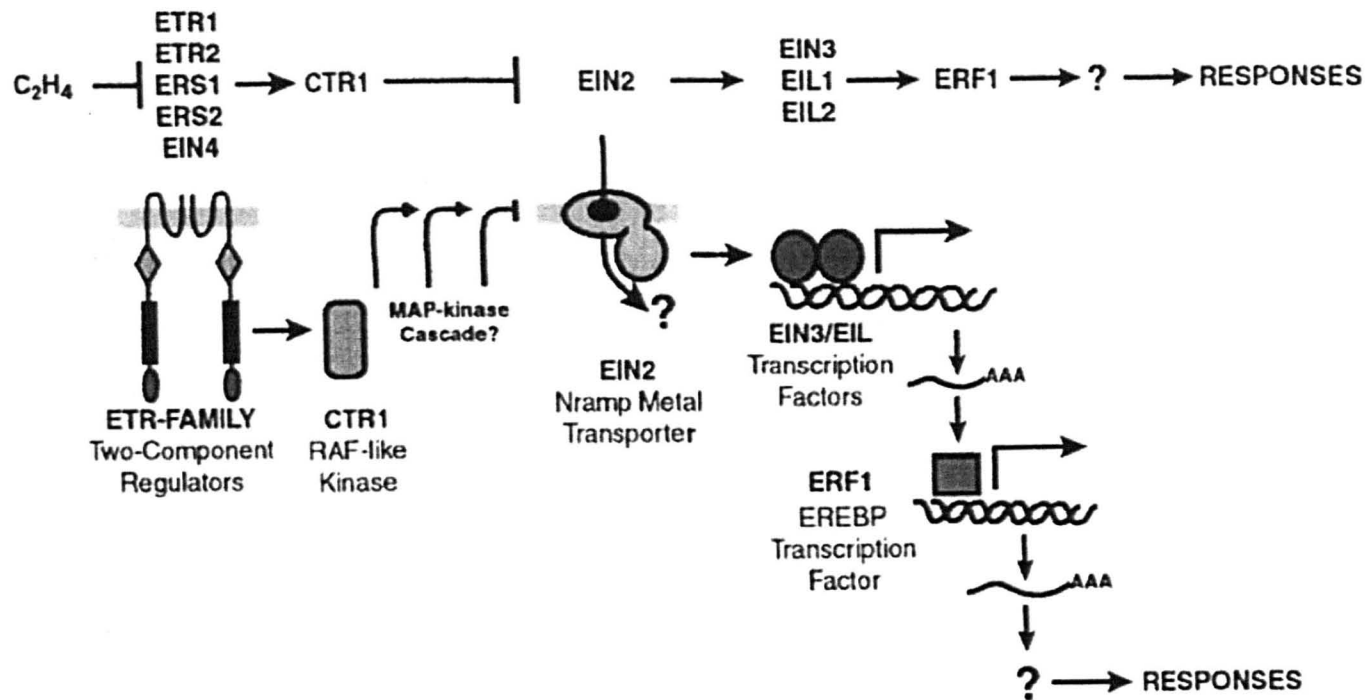 C₂H₄
ETR1
ETR2
ERS1
ERS2
EIN4
CTR1
EIN2
EIN3
EIL1
EIL2
ERF1
?
RESPONSES
ETR-FAMILY
Two-Component
Regulators
CTR1
RAF-like
Kinase
MAP-kinase
Cascade?
?
EIN2
Nramp Metal
Transporter
EIN3/EIL
Transcription
Factors
AAA
ERF1
EREBP
Transcription
Factor
AAA
?
RESPONSES